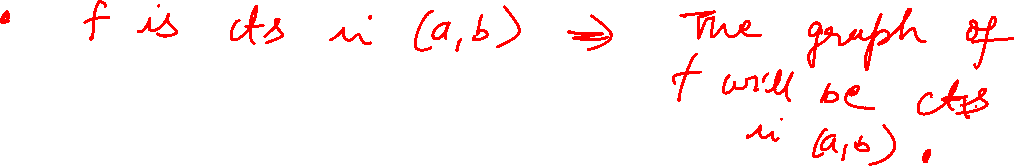 • f is cts in (a,b) ⇒ The graph of
f will be cts
in (a,b).